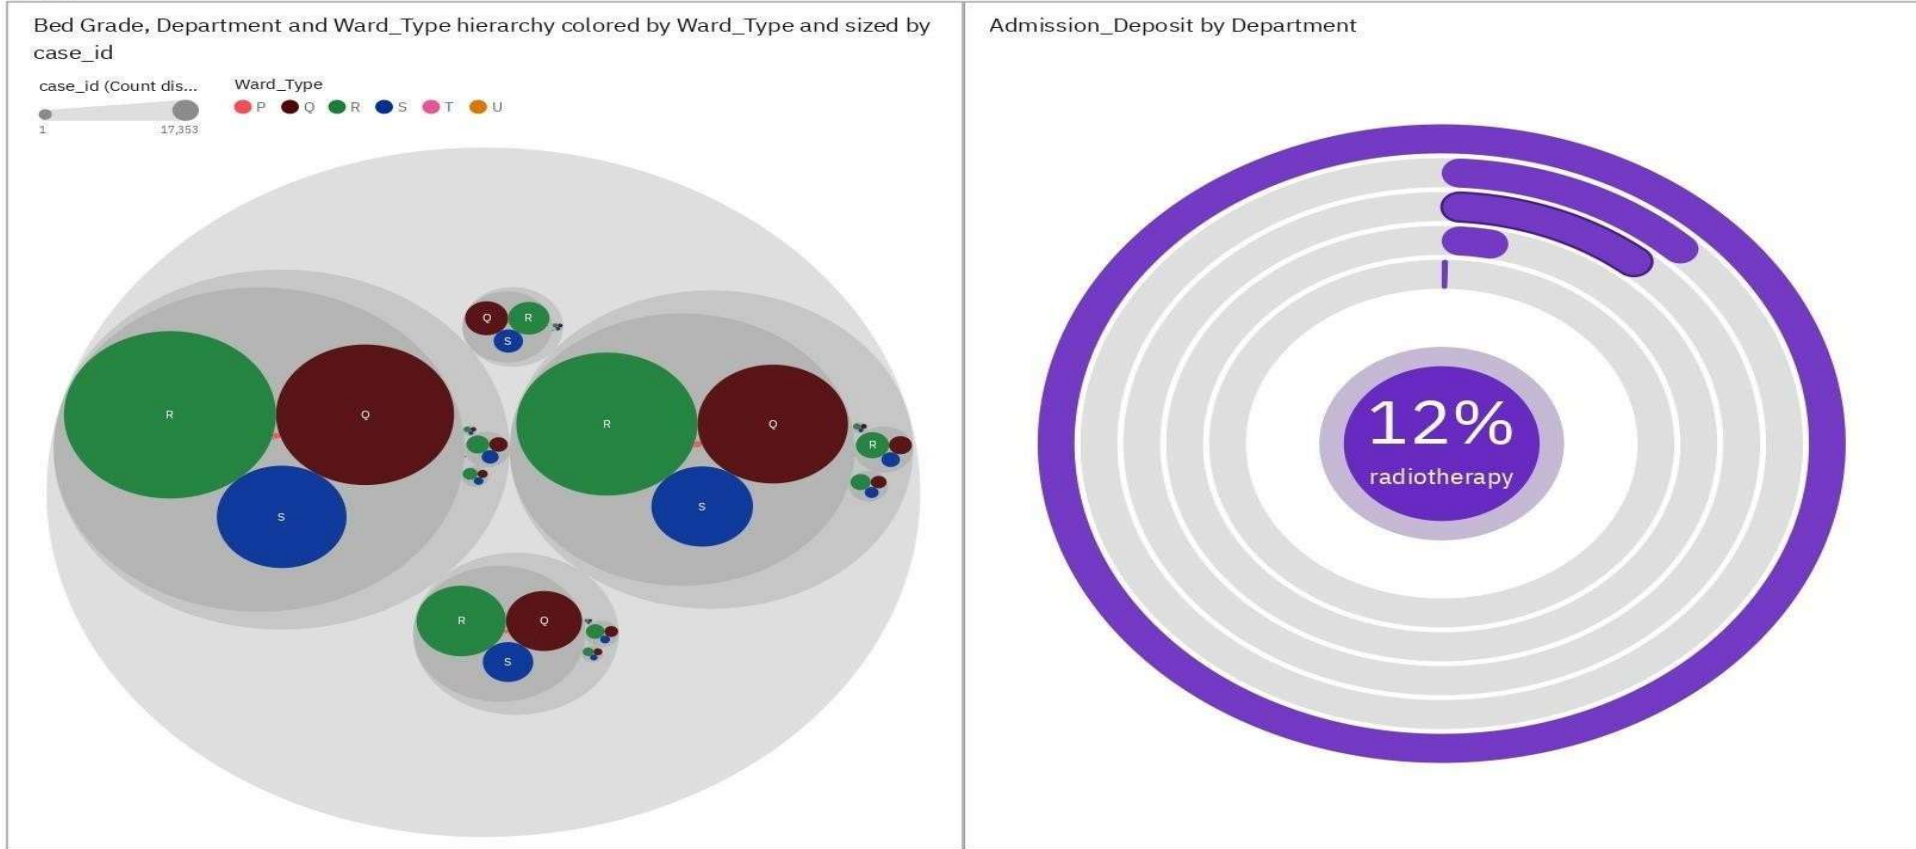 Bed Grade, Department and Ward_Type hierarchy colored by Ward_Type and sized by
case_id
case_id (Count dis...
1
17,353
Ward_Type
P Q R S T U
Q R
S
R Q
S
R Q
S
R
R Q
S
Admission_Deposit by Department
12%
radiotherapy